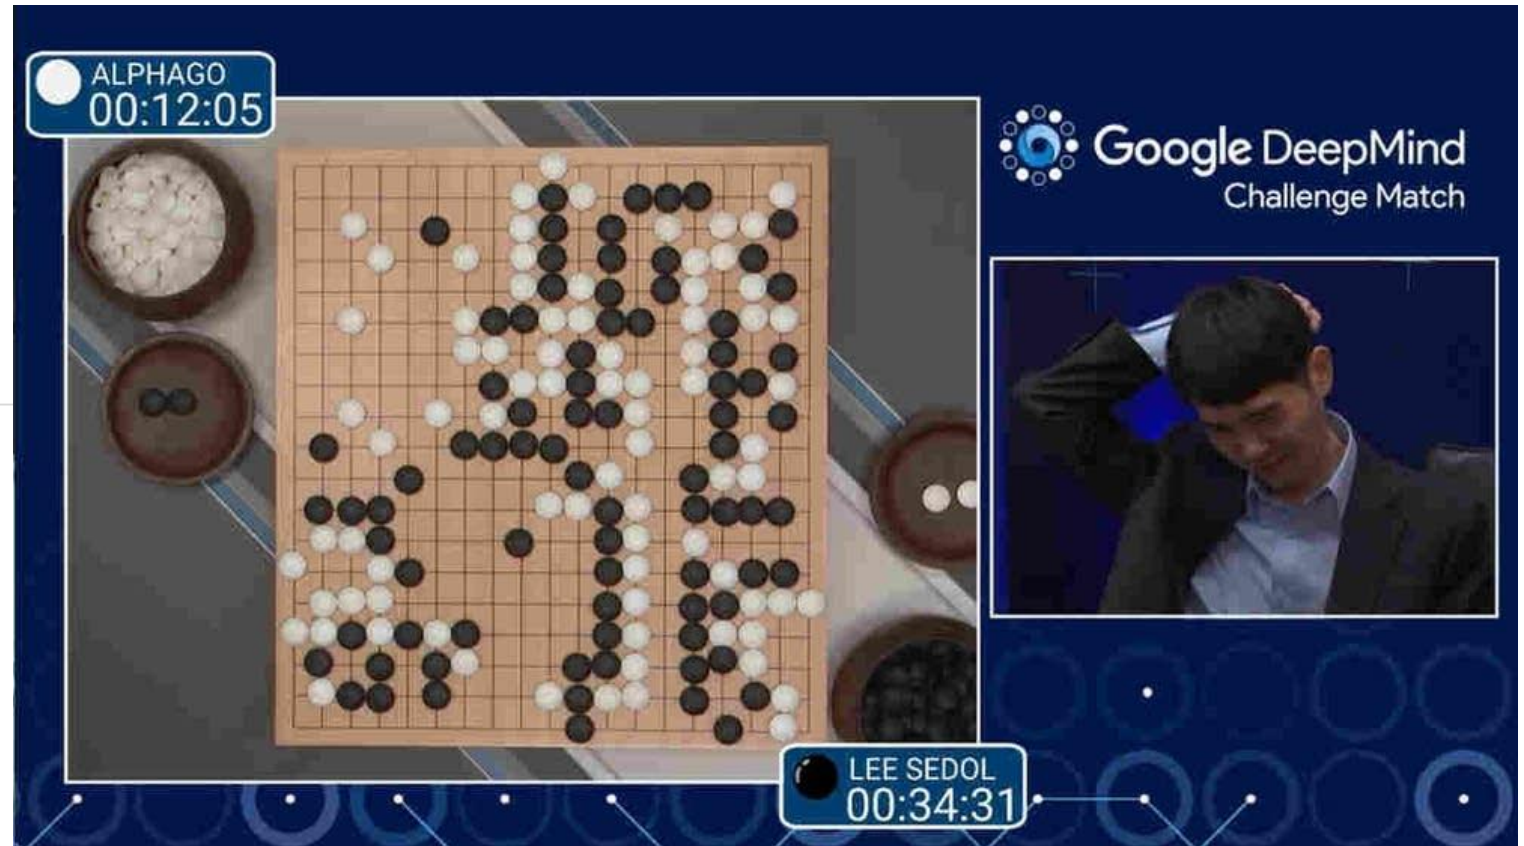 ALPHAGO
00:12:05
Google DeepMind
Challenge Match
LEE SEDOL
00:34:31